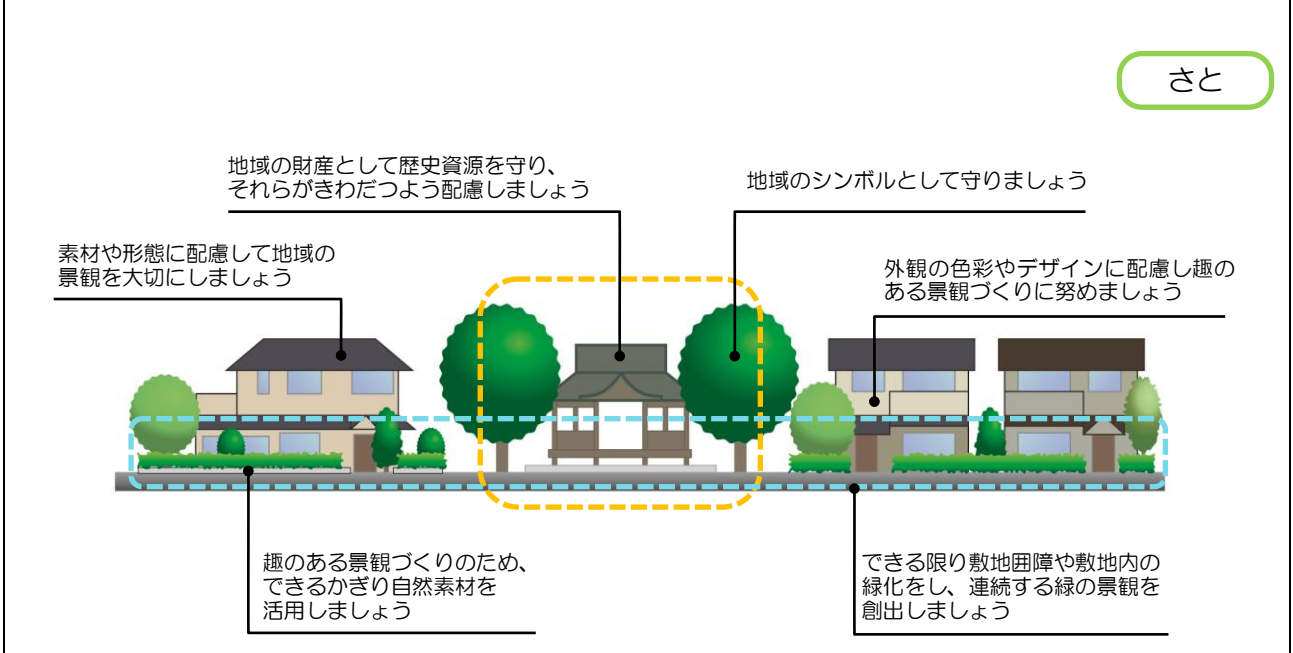 さと
地域の財産として歴史資源を守り、
それらがきわだつよう配慮しましょう
地域のシンボルとして守りましょう
素材や形態に配慮して地域の
景観を大切にしましょう
外観の色彩やデザインに配慮し趣の
ある景観づくりに努めましょう
趣のある景観づくりのため、
できるかぎり自然素材を
活用しましょう
できる限り敷地囲障や敷地内の
緑化をし、連続する緑の景観を
創出しましょう